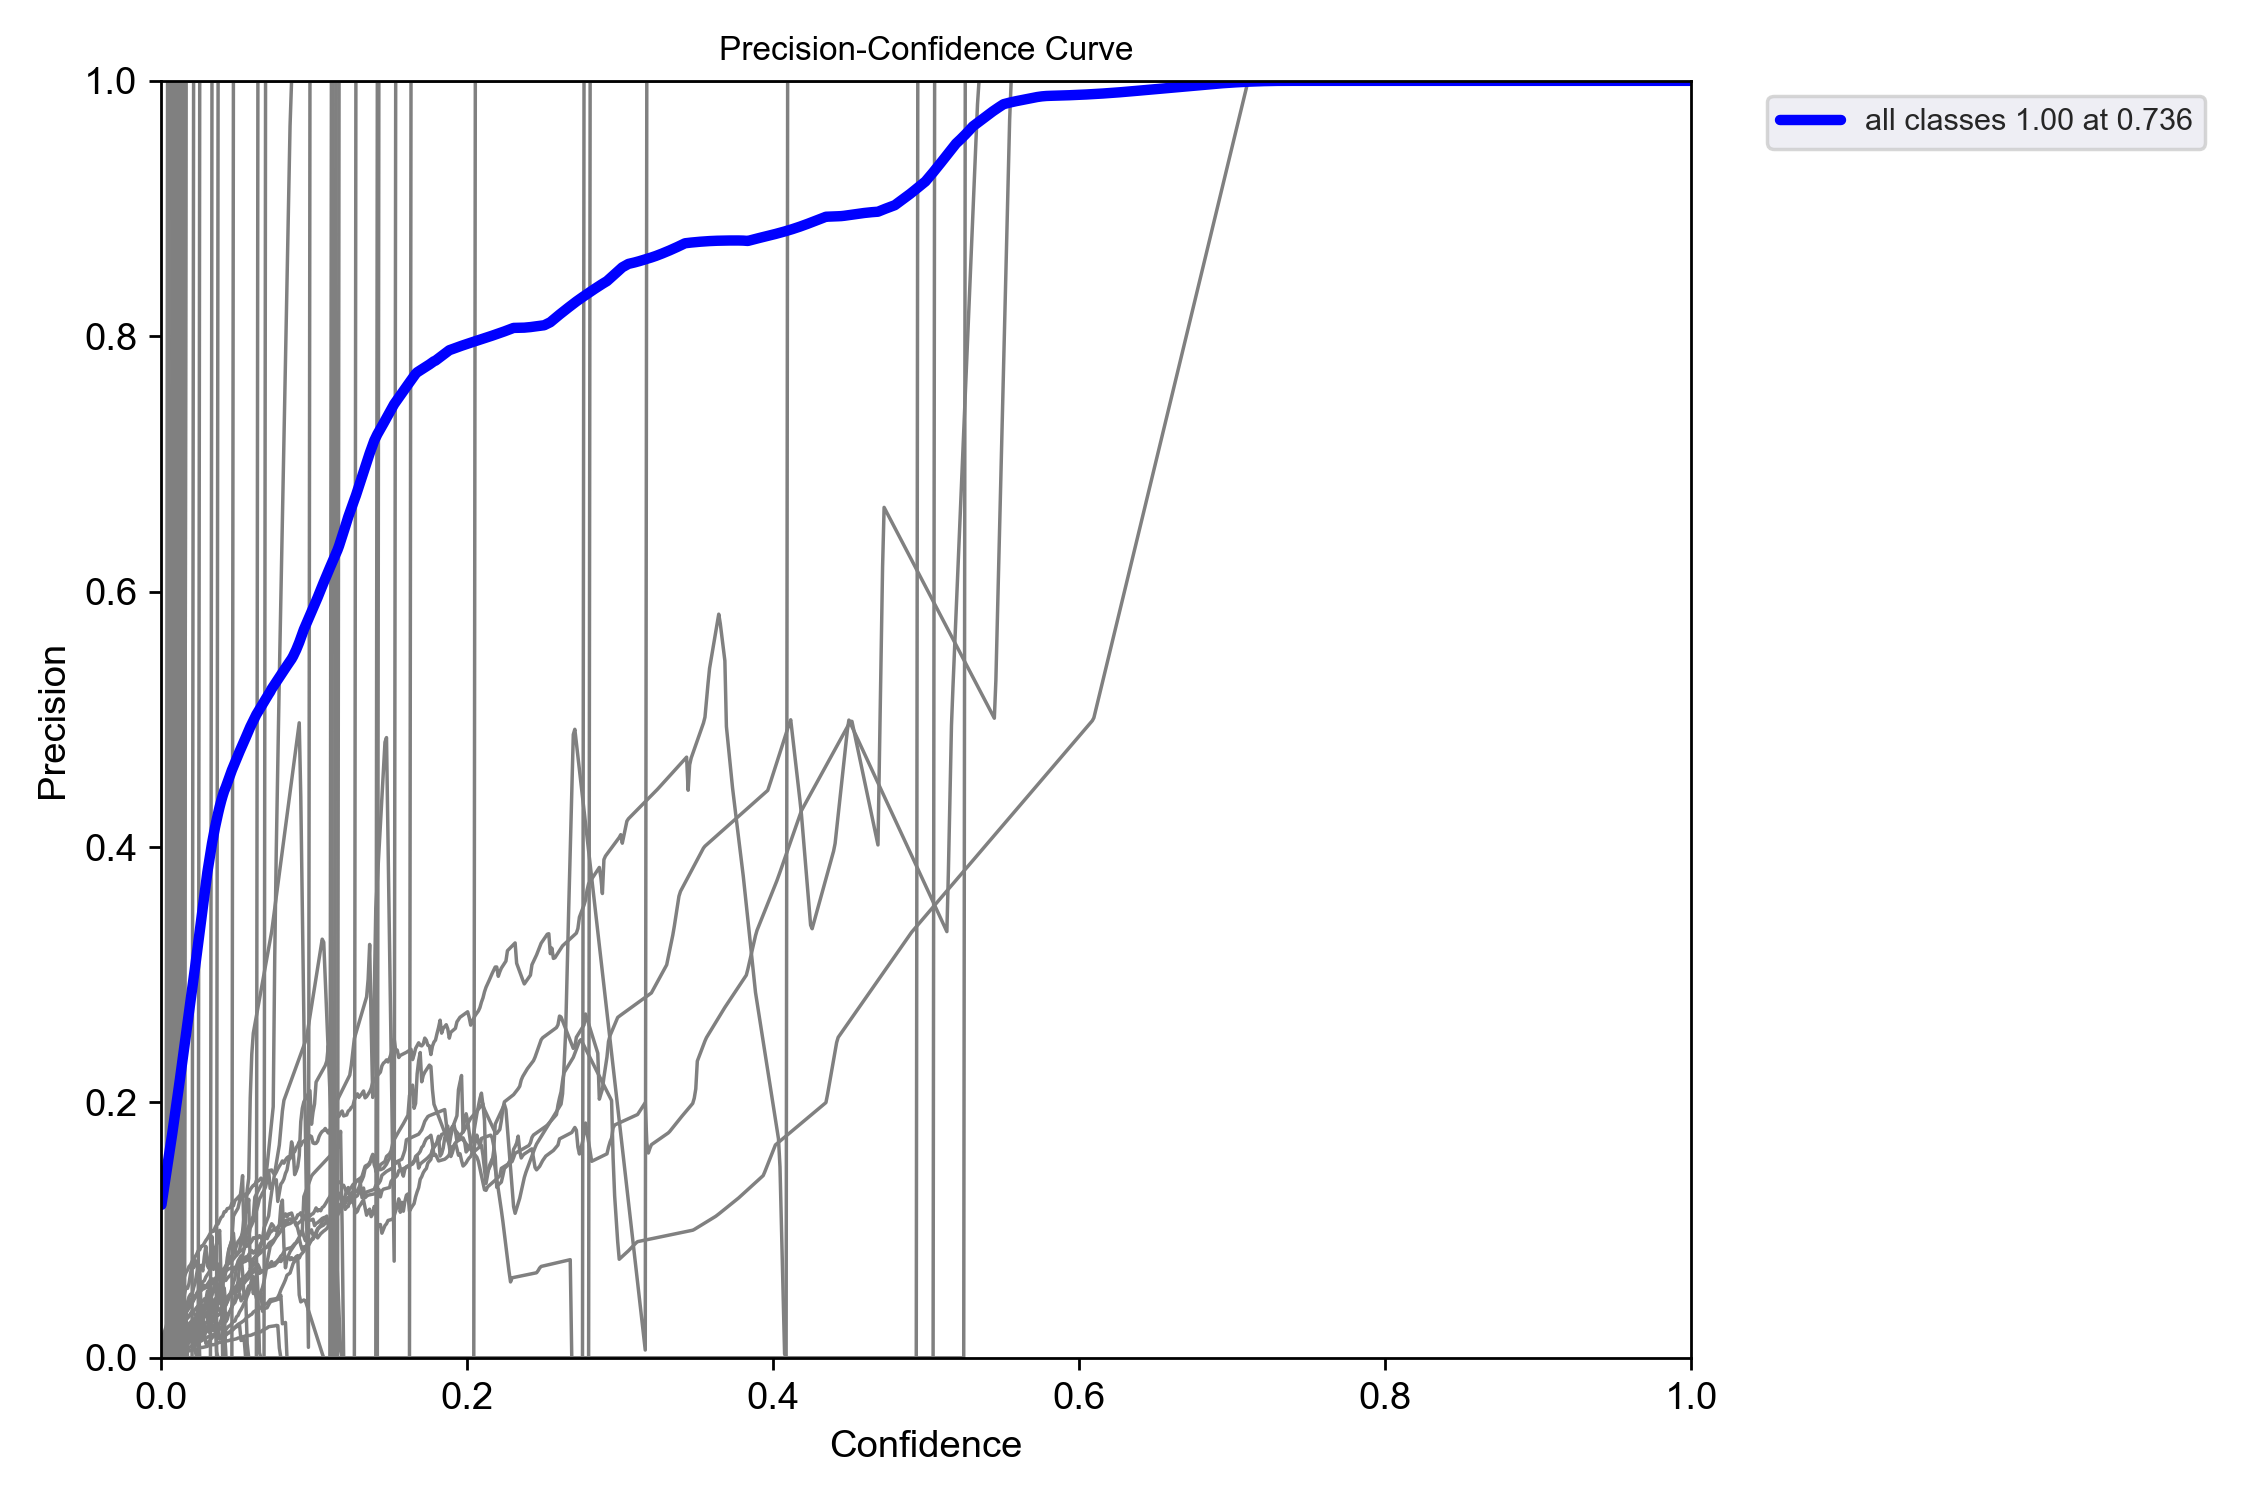 Precision-Confidence Curve
1.0
all classes 1.00 at 0.736
0.8
0.6
Precision
0.4
0.2
0.0
0.0 0.2 0.4 0.6 0.8 1.0
Confidence